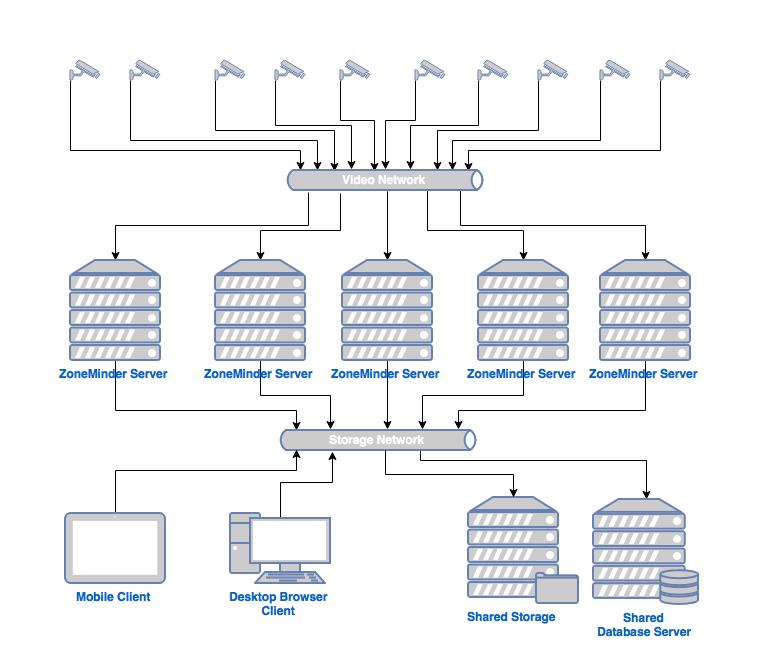 Video Network
ZoneMinder Server
ZoneMinder Server
ZoneMinder Server
ZoneMinder Server
ZoneMinder Server
Storage Network
Mobile Client
Desktop Browser
Client
Shared Storage
Shared
Database Server